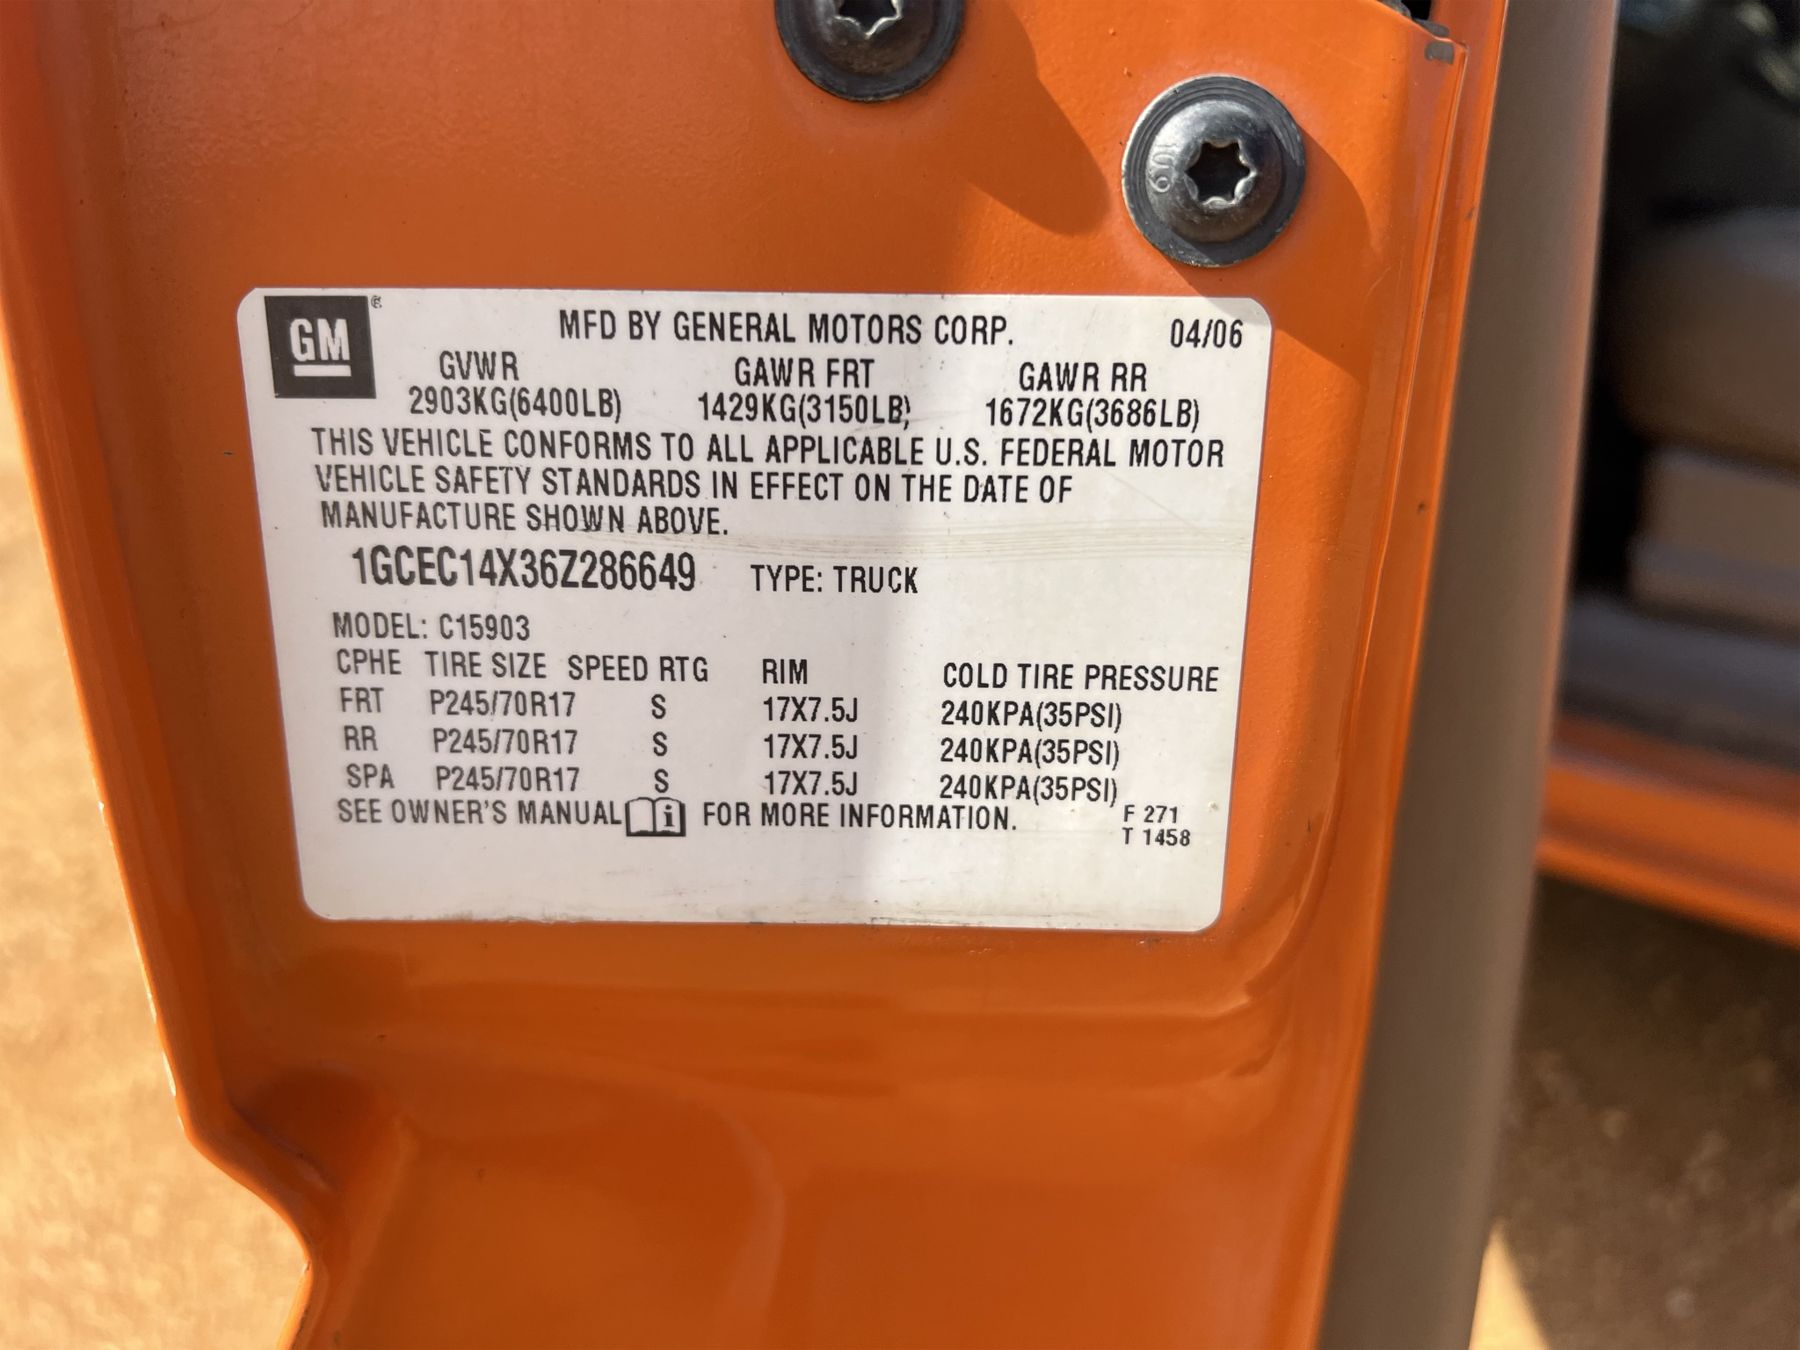 109
GM ®
MFD BY GENERAL MOTORS CORP. 04/06
GVWR GAWR FRT GAWR RR
2903KG(6400LB) 1429KG(3150LB) 1672KG(3686LB)
THIS VEHICLE CONFORMS TO ALL APPLICABLE U.S. FEDERAL MOTOR
VEHICLE SAFETY STANDARDS IN EFFECT ON THE DATE OF
MANUFACTURE SHOWN ABOVE.
1GCEC14X36Z286649 TYPE: TRUCK
MODEL: C15903
CPHE TIRE SIZE SPEED RTG RIM COLD TIRE PRESSURE
FRT P245/70R17 S 17X7.5J 240KPA(35PSI)
RR P245/70R17 S 17X7.5J 240KPA(35PSI)
SPA P245/70R17 S 17X7.5J 240KPA(35PSI)
SEE OWNER'S MANUAL i FOR MORE INFORMATION.
F 271
T 1458